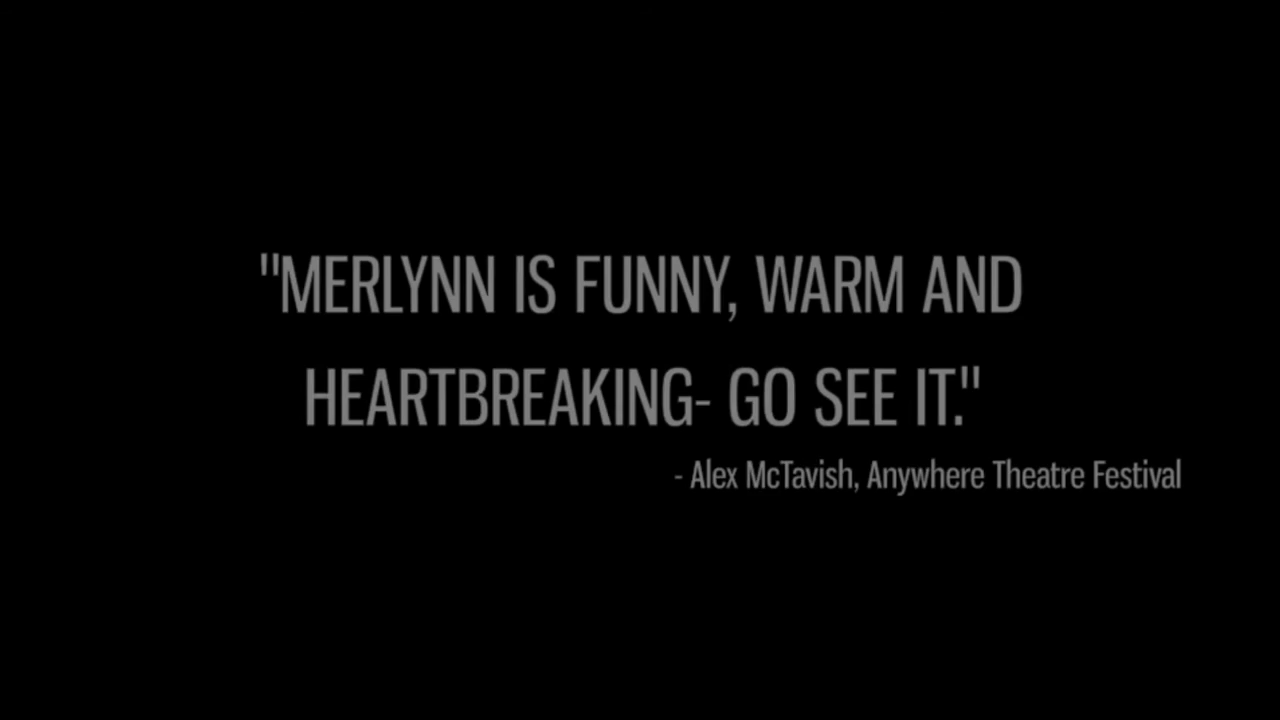 "MERLYNN IS FUNNY, WARM AND
HEARTBREAKING- GO SEE IT."
- Alex McTavish, Anywhere Theatre Festival